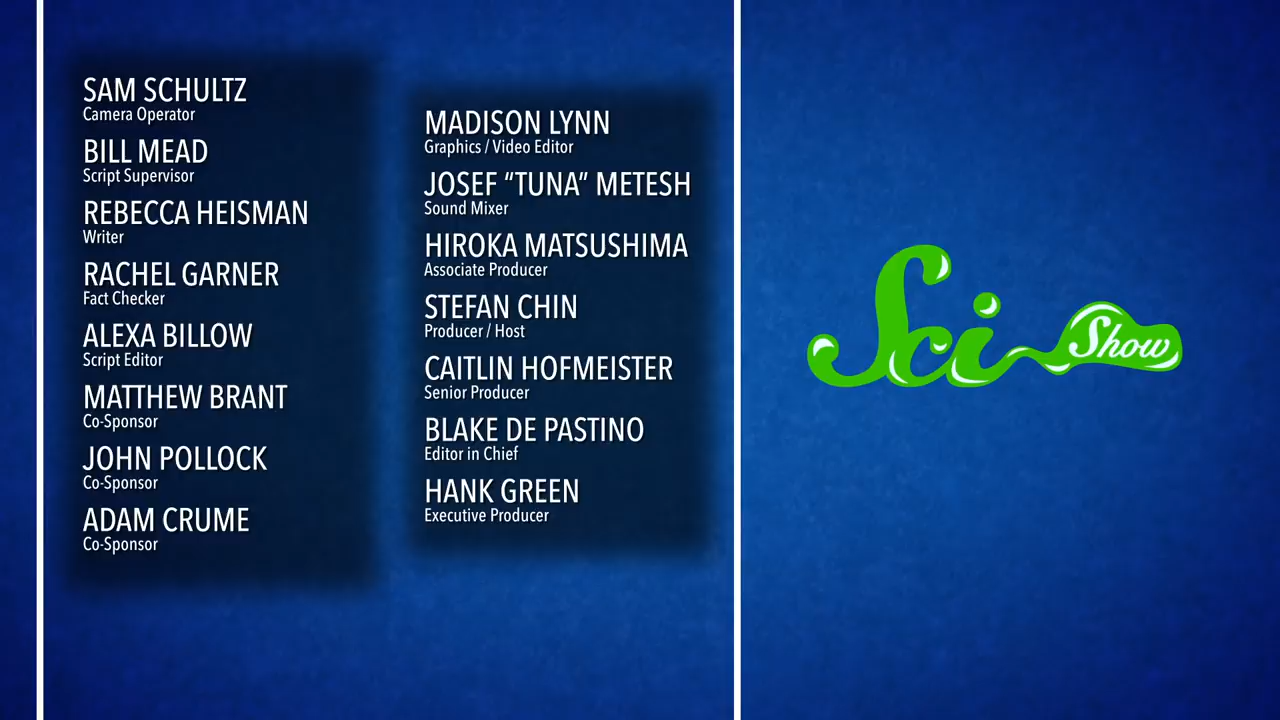 SAM SCHULTZ
Camera Operator
BILL MEAD
Script Supervisor
REBECCA HEISMAN
Writer
RACHEL GARNER
Fact Checker
ALEXA BILLOW
Script Editor
MATTHEW BRANT
Co-Sponsor
JOHN POLLOCK
Co-Sponsor
ADAM CRUME
Co-Sponsor
MADISON LYNN
Graphics / Video Editor
JOSEF “TUNA” METESH
Sound Mixer
HIROKA MATSUSHIMA
Associate Producer
STEFAN CHIN
Producer / Host
CAITLIN HOFMEISTER
Senior Producer
BLAKE DE PASTINO
Editor in Chief
HANK GREEN
Executive Producer
Sci Show